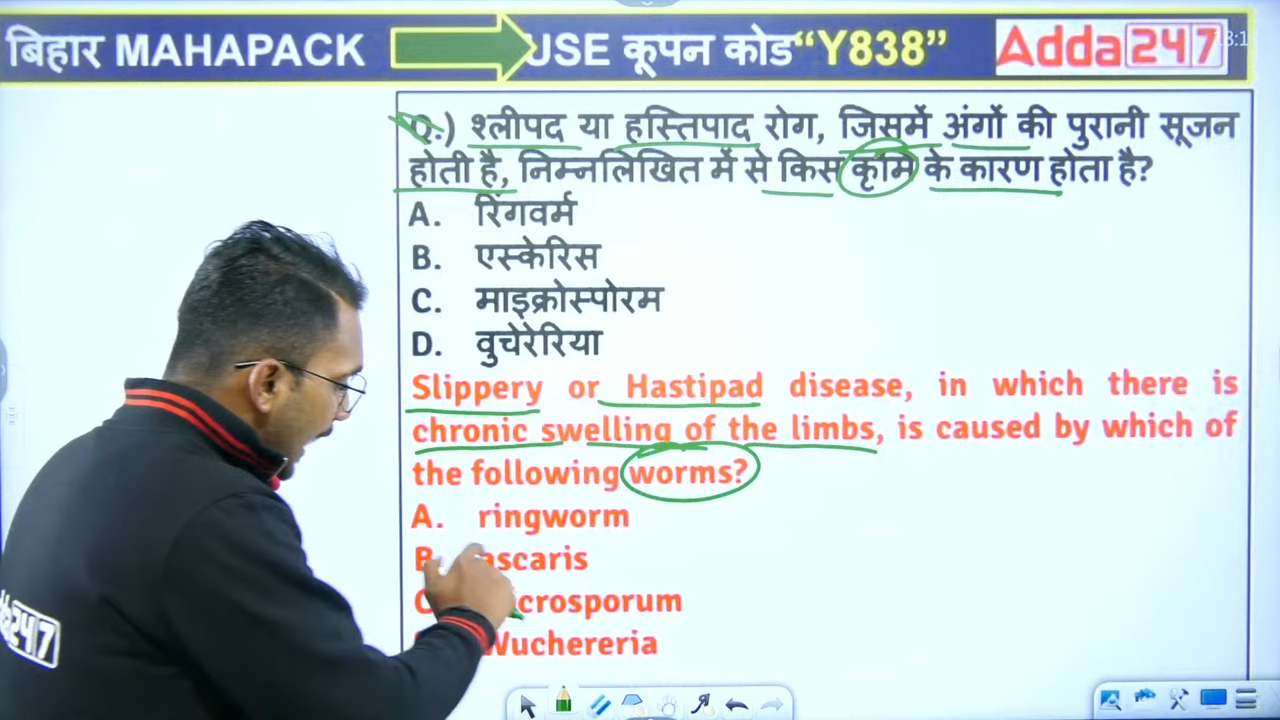 बिहार MAHAPACK
USE कूपन कोड“Y838”
Adda247
Q.) श्लीपद या हस्तिपाद रोग, जिसमें अंगों की पुरानी सूजन
होती है, निम्नलिखित में से किस कृमि के कारण होता है?
A. रिंगवर्म
B. एस्केरिस
C. माइक्रोस्पोरम
D. वुचेरेरिया
Slippery or Hastipad disease, in which there is
chronic swelling of the limbs, is caused by which of
the following worms?
A. ringworm
B. ascaris
C crosporum
Wuchereria
247